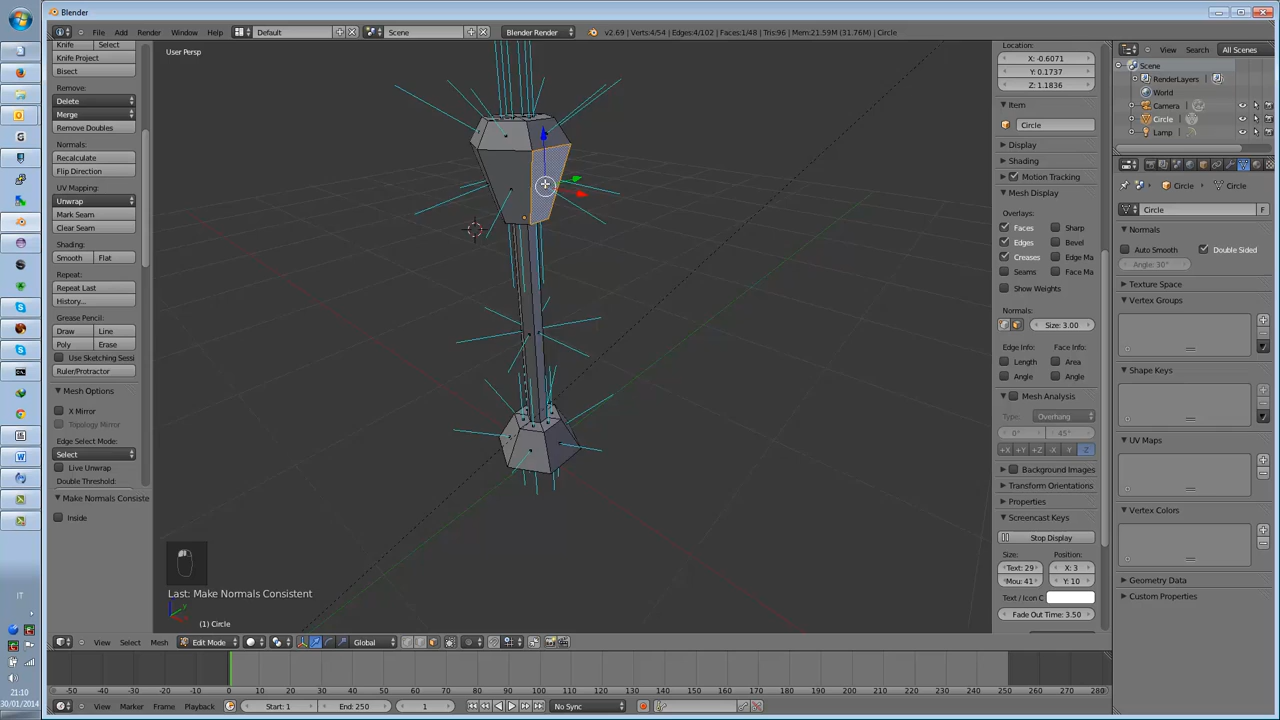 Blender
File Add Render Window Help Default Scene Blender Render v2.69 | Verts:4/54 | Edges:4/102 | Faces:1/48 | Tris:96 | Mem:21.59M (31.76M) | Circle
Knife Select
Knife Project
Bisect
Remove:
Delete
Merge
Remove Doubles
Normals:
Recalculate
Flip Direction
UV Mapping:
Unwrap
Mark Seam
Clear Seam
Shading:
Smooth Flat
Repeat:
Repeat Last
History...
Grease Pencil:
Draw Line
Poly Erase
Use Sketching Sessi
Ruler/Protractor
Mesh Options
X Mirror
Topology Mirror
Edge Select Mode:
Select
Live Unwrap
Double Threshold:
Make Normals Consiste
Inside
User Persp
Last: Make Normals Consistent
(1) Circle
Location:
X: -0.6071
Y: 0.1737
Z: 1.1836
Item
Circle
Display
Shading
Motion Tracking
Mesh Display
Overlays:
Faces Sharp
Edges Bevel
Creases Edge Ma
Seams Face Ma
Show Weights
Normals:
Size: 3.00
Edge Info: Face Info:
Length Area
Angle Angle
Mesh Analysis
Type: Overhang
0° 45°
+X +Y +Z -X Y Z
Background Images
Transform Orientations
Properties
Screencast Keys
Stop Display
Size: Position:
Text: 29 X: 3
Mou: 41 Y: 10
Text / Icon C
Fade Out Time: 3.50
View Search All Scenes
Scene
RenderLayers
World
Camera
Circle
Lamp
Circle Circle
Circle F
Normals
Auto Smooth Double Sided
Angle: 30°
Texture Space
Vertex Groups
Shape Keys
UV Maps
Vertex Colors
Geometry Data
Custom Properties
View Select Mesh Edit Mode Global
-50 -40 -30 -20 -10 0 10 20 30 40 50 60 70 80 90 100 110 120 130 140 150 160 170 180 190 200 210 220 230 240 250 260 270 280
View Marker Frame Playback Start: 1 End: 250 1 No Sync
IT
21:10
30/01/2014